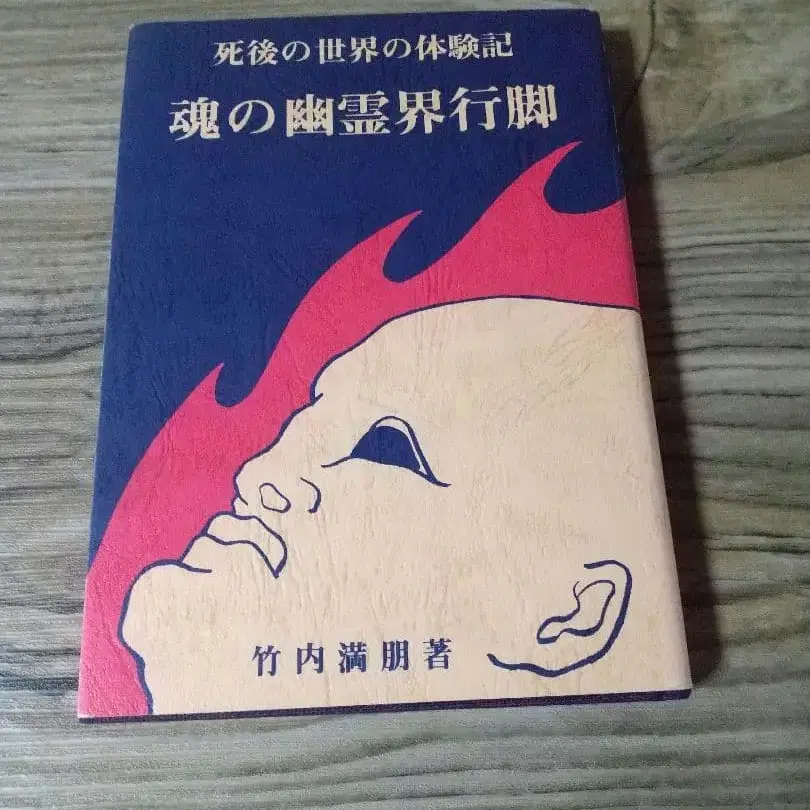 死後の世界の体験記
魂の幽霊界行脚
竹内満朋著